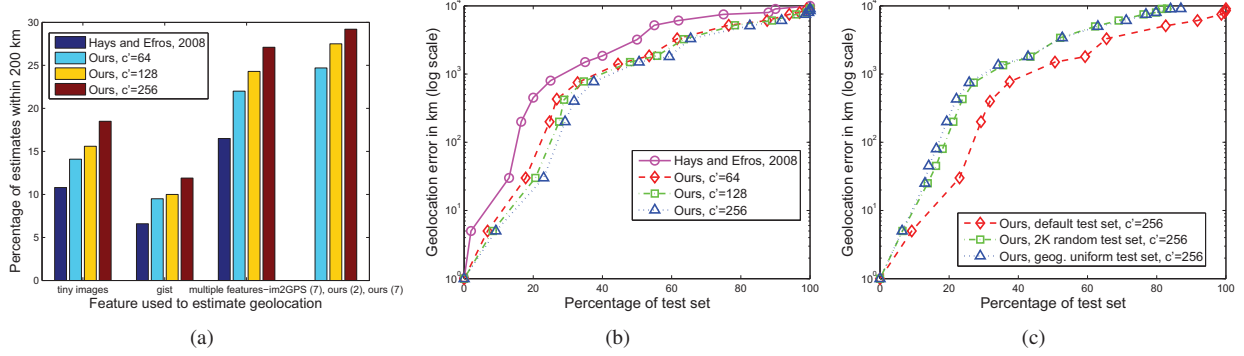 30
25
20
15
10
5
0
Percentage of estimates within 200 km
Hays and Efros, 2008
Ours, c'=64
Ours, c'=128
Ours, c'=256
tiny images
gist
multiple features−im2GPS (7), ours (2), ours (7)
Feature used to estimate geolocation
(a)
10^4
10^3
10^2
10^1
10^0
Geolocation error in km (log scale)
Hays and Efros, 2008
Ours, c'=64
Ours, c'=128
Ours, c'=256
0 20 40 60 80 100
Percentage of test set
(b)
10^4
10^3
10^2
10^1
10^0
Geolocation error in km (log scale)
Ours, default test set, c'=256
Ours, 2K random test set, c'=256
Ours, geog. uniform test set, c'=256
0 20 40 60 80 100
Percentage of test set
(c)